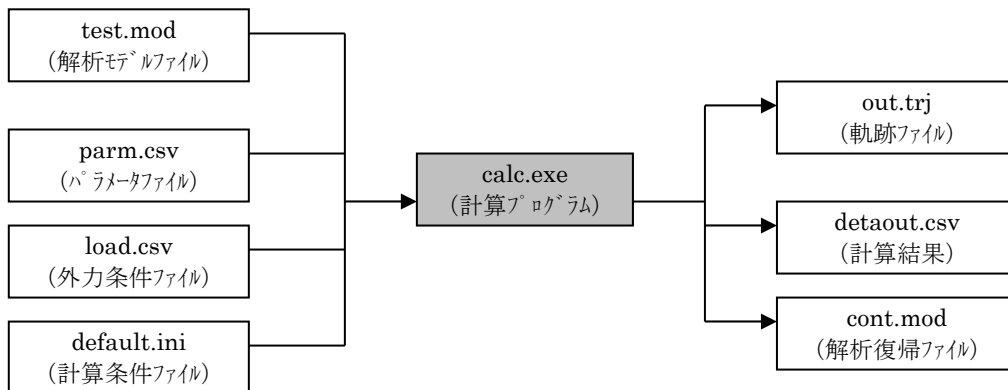 test.mod
(解析ﾓﾃﾞﾙﾌｧｲﾙ)
parm.csv
(ﾊﾟﾗﾒｰﾀﾌｧｲﾙ)
load.csv
(外力条件ﾌｧｲﾙ)
default.ini
(計算条件ﾌｧｲﾙ)
calc.exe
(計算ﾌﾟﾛｸﾞﾗﾑ)
out.trj
(軌跡ﾌｧｲﾙ)
detaout.csv
(計算結果)
cont.mod
(解析復帰ﾌｧｲﾙ)